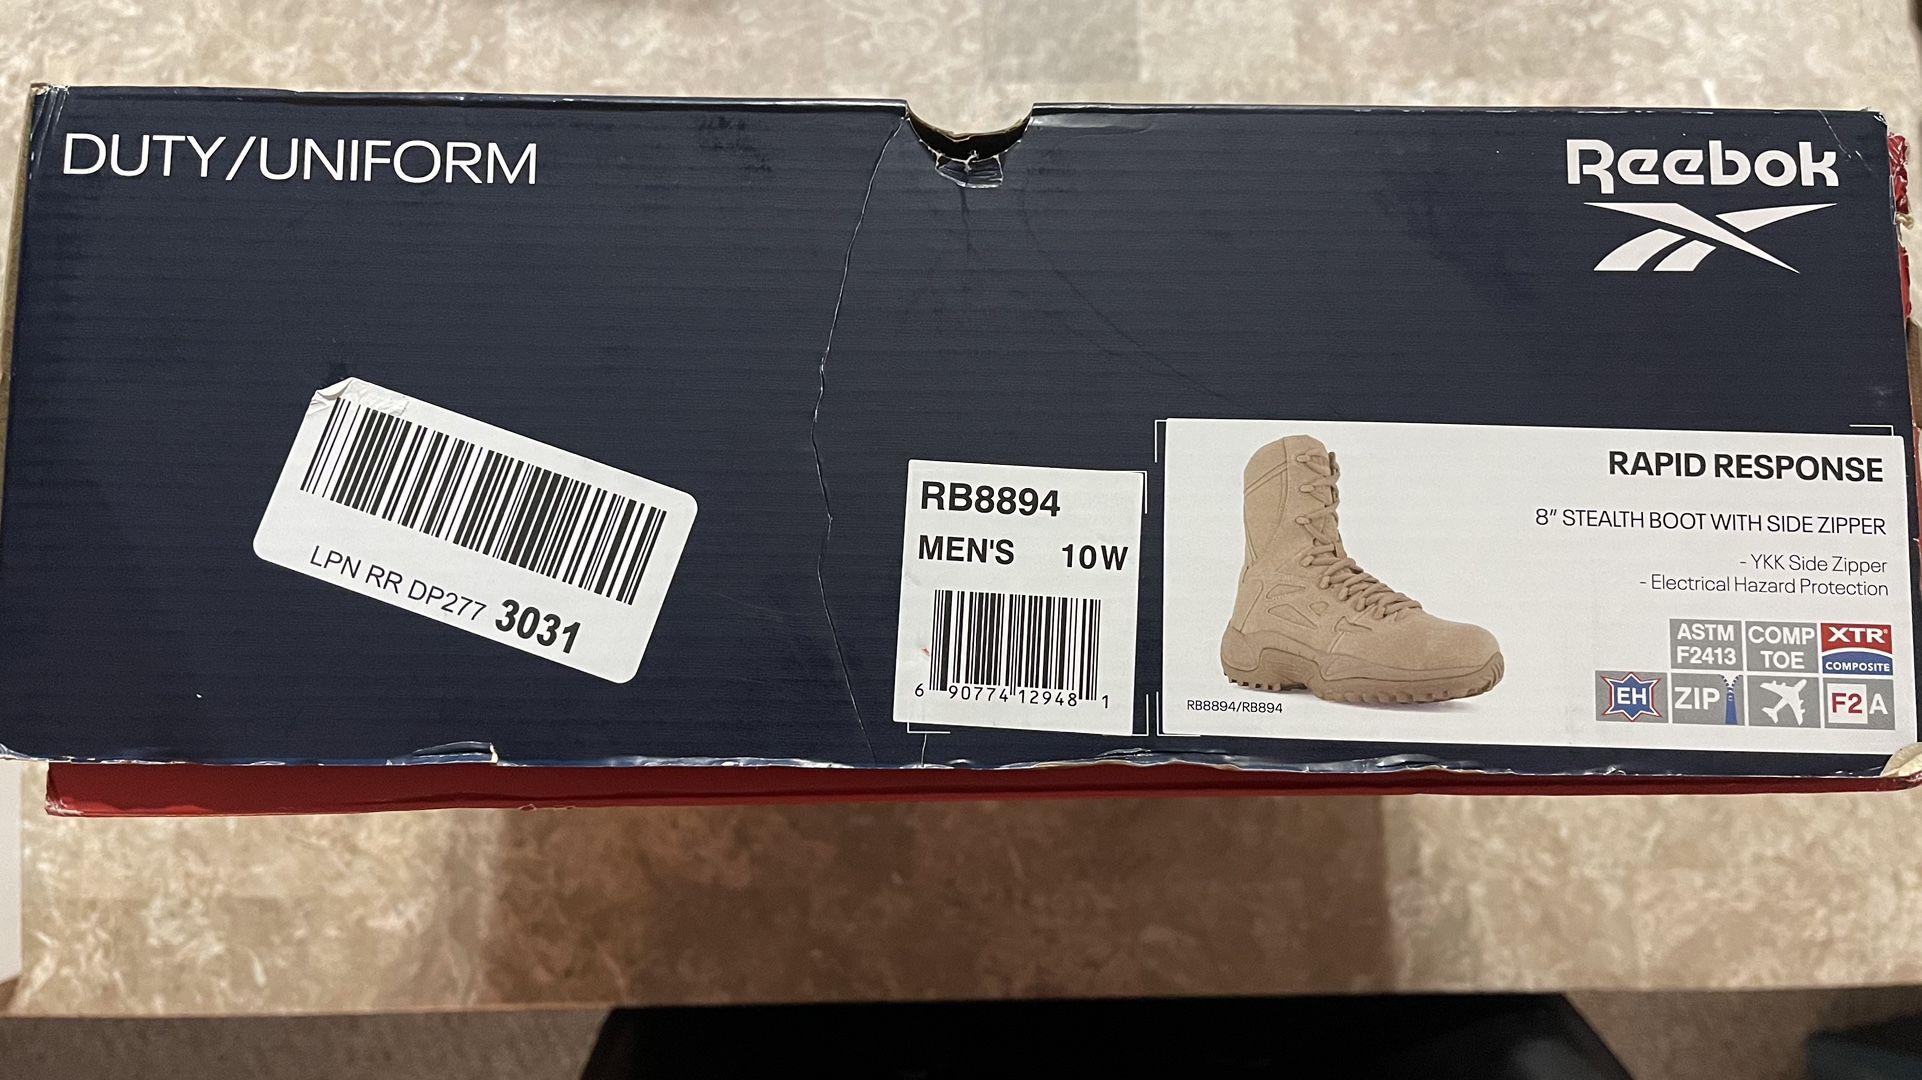 DUTY/UNIFORM
Reebok
LPN RR DP277 3031
RB8894
MEN'S 10W
6 90774 12948 1
RAPID RESPONSE
8" STEALTH BOOT WITH SIDE ZIPPER
- YKK Side Zipper
- Electrical Hazard Protection
ASTM
F2413
COMP
TOE
XTR®
COMPOSITE
EH
ZIP
F2A
RB8894/RB894